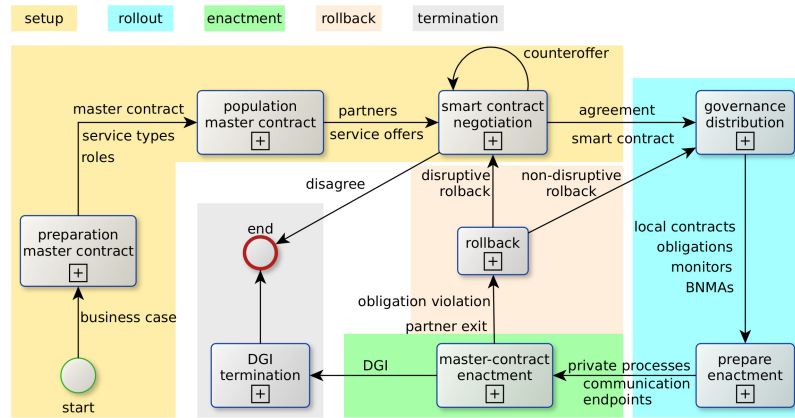 setup
rollout
enactment
rollback
termination
counteroffer
master contract
service types
roles
population
master contract
partners
service offers
smart contract
negotiation
agreement
smart contract
governance
distribution
disagree
disruptive
rolback
non-disruptive
rolback
preparation
master contract
end
rollback
local contracts
obligations
monitors
BNMAs
business case
obligation violation
partner exit
start
DGI
termination
DGI
master-contract
enactment
private processes
communication
endpoints
prepare
enactment